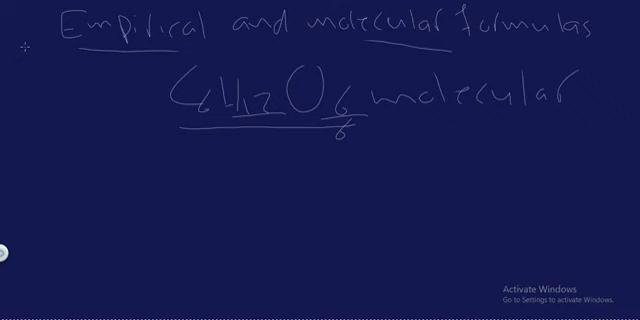 Empirical and molecular formulas
C6H12O6 molecular
6
Activate Windows
Go to Settings to activate Windows.